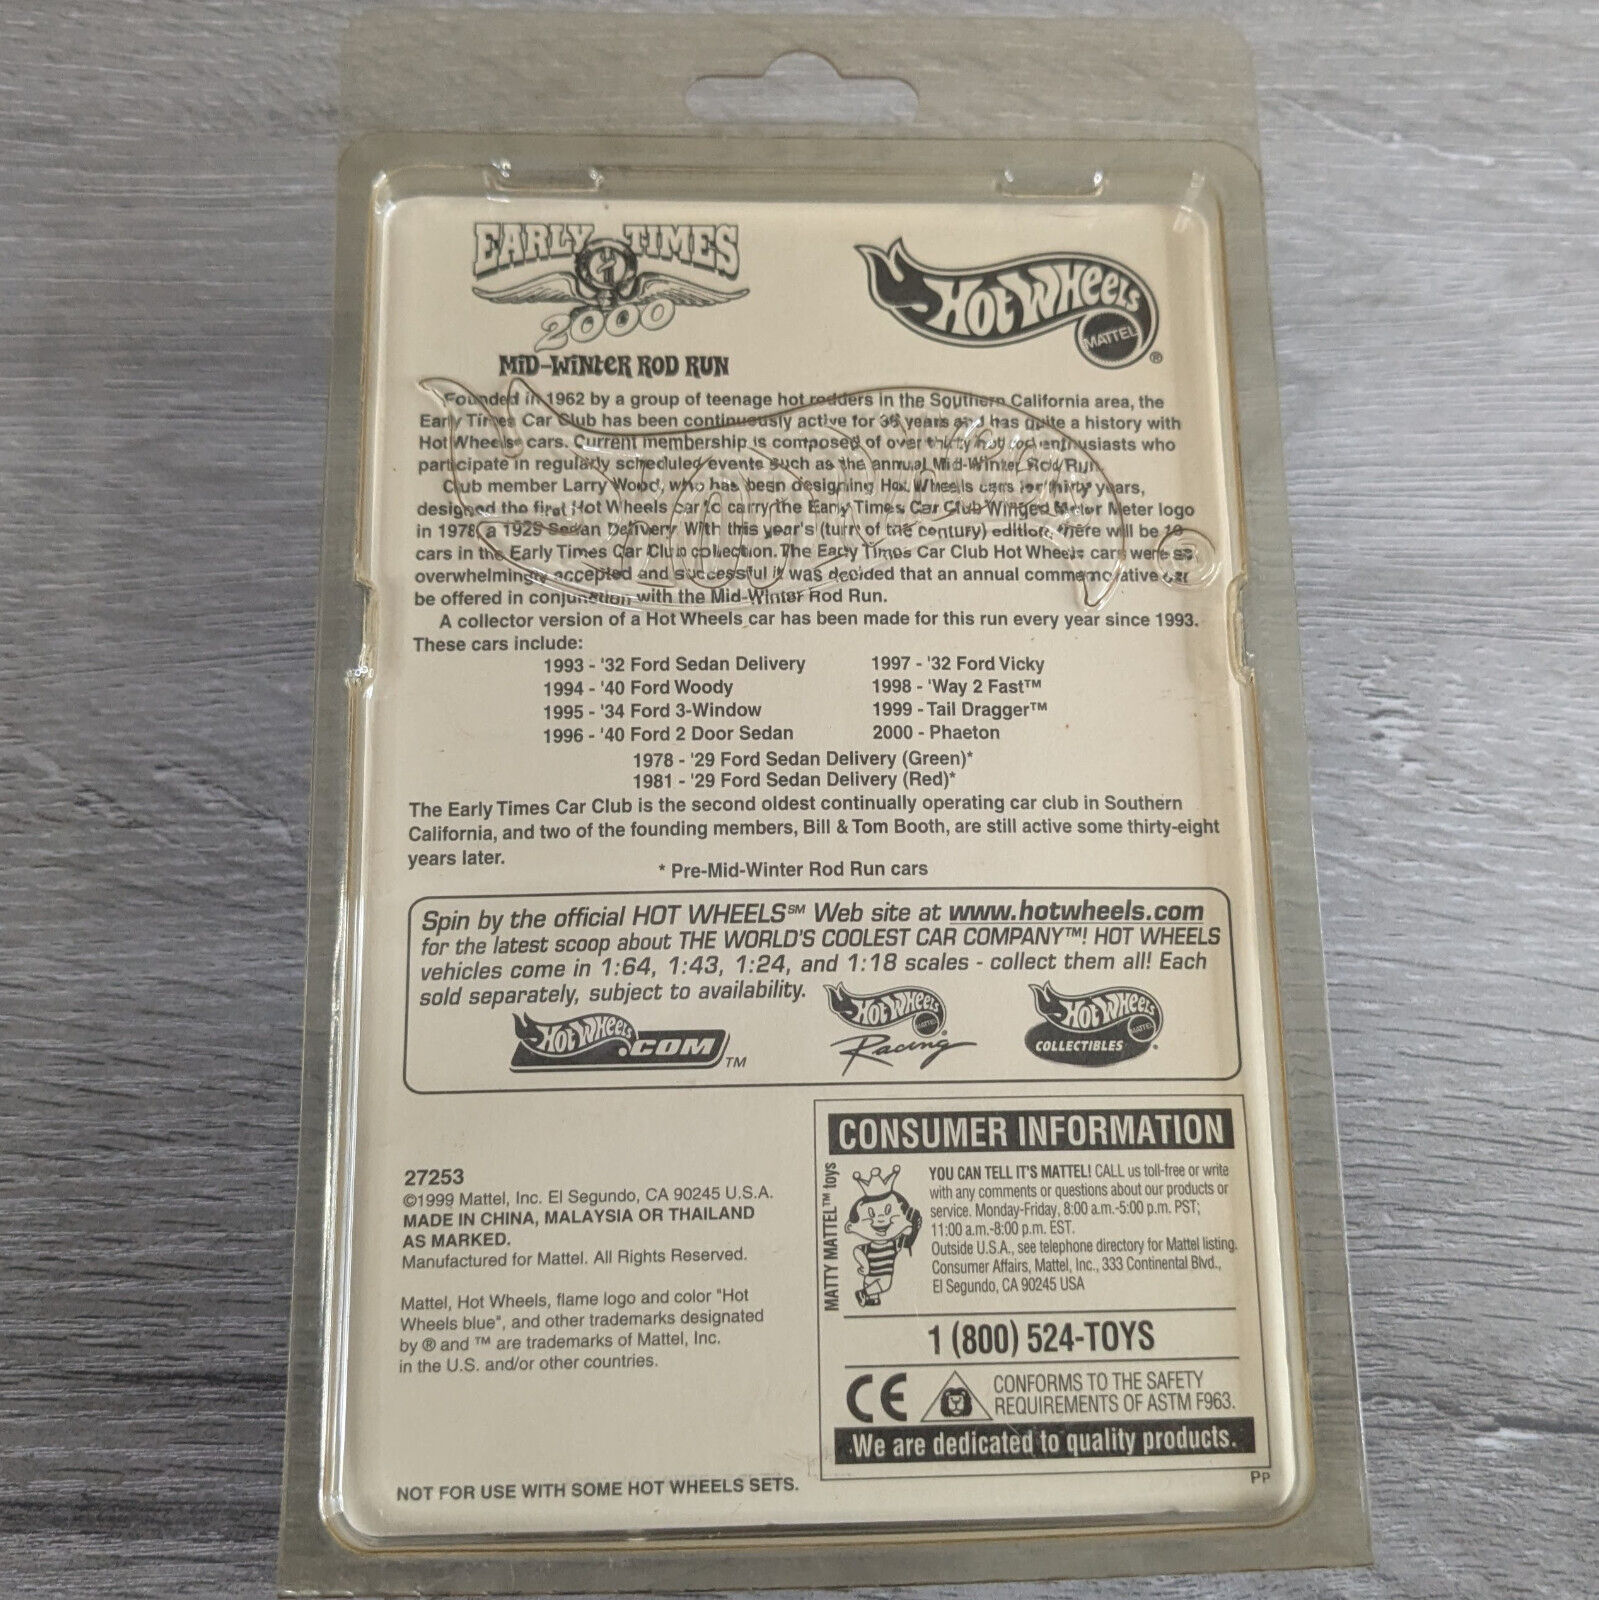 EARLY TIMES
2000
MID-WINTER ROD RUN
HOT WHEELS
MATTEL
®
Founded in 1962 by a group of teenage hot rodders in the Southern California area, the
Early Times Car Club has been continuously active for 38 years and has quite a history with
Hot Wheels® cars. Current membership is composed of over thirty hot rod enthusiasts who
participate in regularly scheduled events such as the annual Mid-Winter Rod Run.
Club member Larry Wood, who has been designing Hot Wheels cars for thirty years,
designed the first Hot Wheels car to carry the Early Times Car Club Winged Motor Meter logo
in 1978, a 1929 Sedan Delivery. With this year's (turn of the century) edition, there will be 10
cars in the Early Times Car Club collection. The Early Times Car Club Hot Wheels cars were so
overwhelmingly accepted and successful it was decided that an annual commemorative car
be offered in conjunction with the Mid-Winter Rod Run.
A collector version of a Hot Wheels car has been made for this run every year since 1993.
These cars include:
1993 - '32 Ford Sedan Delivery 1997 - '32 Ford Vicky
1994 - '40 Ford Woody 1998 - 'Way 2 Fast™
1995 - '34 Ford 3-Window 1999 - Tail Dragger™
1996 - '40 Ford 2 Door Sedan 2000 - Phaeton
1978 - '29 Ford Sedan Delivery (Green)*
1981 - '29 Ford Sedan Delivery (Red)*
The Early Times Car Club is the second oldest continually operating car club in Southern
California, and two of the founding members, Bill & Tom Booth, are still active some thirty-eight
years later.
* Pre-Mid-Winter Rod Run cars
Spin by the official HOT WHEELS℠ Web site at www.hotwheels.com
for the latest scoop about THE WORLD'S COOLEST CAR COMPANY™! HOT WHEELS
vehicles come in 1:64, 1:43, 1:24, and 1:18 scales - collect them all! Each
sold separately, subject to availability.
HOT WHEELS .COM ™
HOT WHEELS MATTEL ® Racing
HOT WHEELS MATTEL COLLECTIBLES ®
27253
©1999 Mattel, Inc. El Segundo, CA 90245 U.S.A.
MADE IN CHINA, MALAYSIA OR THAILAND
AS MARKED.
Manufactured for Mattel. All Rights Reserved.
Mattel, Hot Wheels, flame logo and color "Hot
Wheels blue", and other trademarks designated
by ® and ™ are trademarks of Mattel, Inc.
in the U.S. and/or other countries.
NOT FOR USE WITH SOME HOT WHEELS SETS.
CONSUMER INFORMATION
MATTY MATTEL™ toys
YOU CAN TELL IT'S MATTEL! CALL us toll-free or write
with any comments or questions about our products or
service. Monday-Friday, 8:00 a.m.-5:00 p.m. PST;
11:00 a.m.-8:00 p.m. EST.
Outside U.S.A., see telephone directory for Mattel listing.
Consumer Affairs, Mattel, Inc., 333 Continental Blvd.,
El Segundo, CA 90245 USA
1 (800) 524-TOYS
CE
CONFORMS TO THE SAFETY
REQUIREMENTS OF ASTM F963.
We are dedicated to quality products.
PP